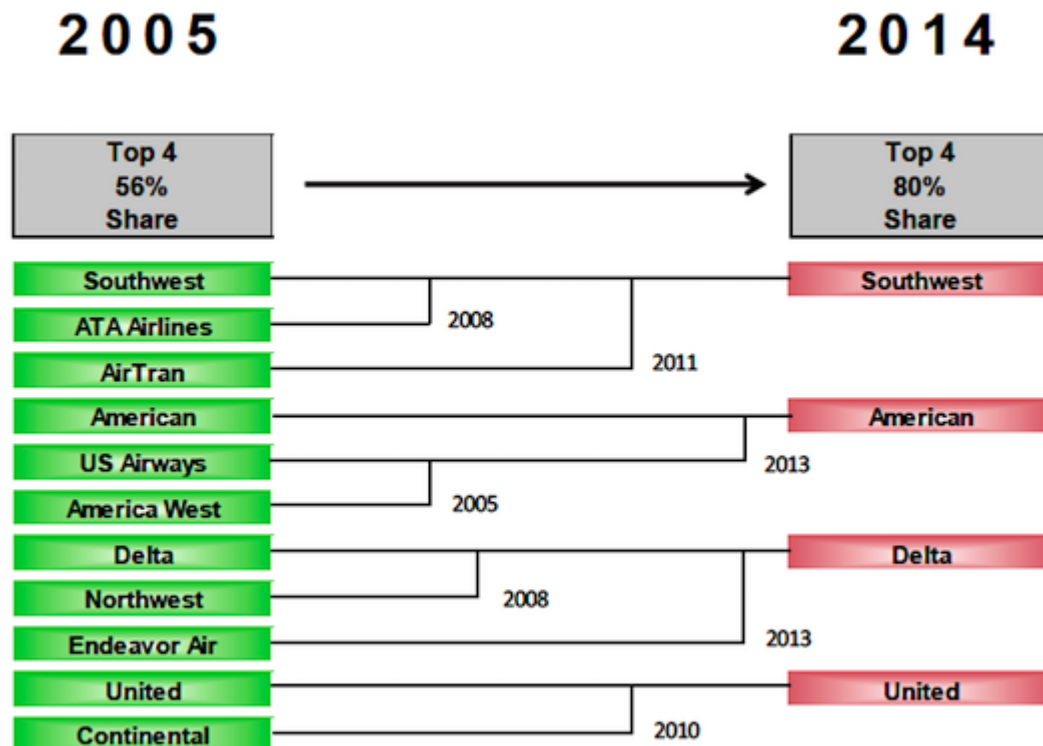 2005
2014
Top 4
56%
Share
Top 4
80%
Share
Southwest
Southwest
ATA Airlines
2008
AirTran
2011
American
American
US Airways
2013
America West
2005
Delta
Delta
Northwest
2008
Endeavor Air
2013
United
United
Continental
2010